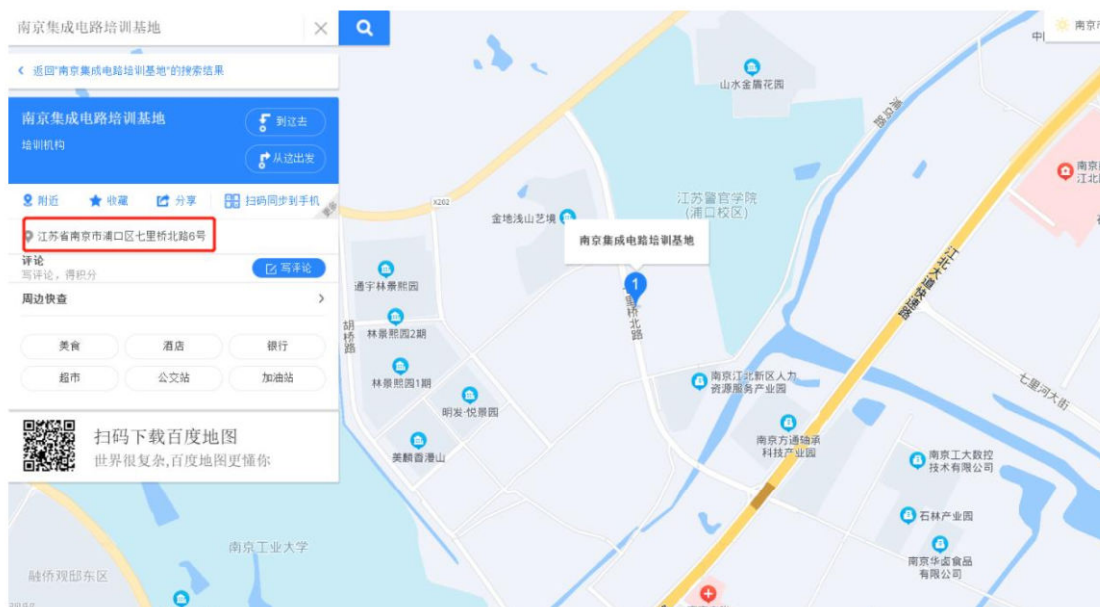 南京集成电路培训基地
返回"南京集成电路培训基地"的搜索结果
南京集成电路培训基地
培训机构
到这去
从这出发
附近
收藏
分享
扫码同步到手机
更多
江苏省南京市浦口区七里桥北路6号
评论
写评论，得积分
写评论
周边快查
美食
酒店
银行
超市
公交站
加油站
扫码下载百度地图
世界很复杂,百度地图更懂你
南京市
山水金盾花园
浦京路
江苏警官学院
(浦口校区)
X202
金地浅山艺境
南京集成电路培训基地
1
七里桥北路
通宇林景熙园
林景熙园2期
胡桥路
林景熙园1期
明发·悦景园
美麟香漫山
江北大道快速路
南京江北新区人力
资源服务产业园
七里河大街
南京方通轴承
科技产业园
南京工大数控
技术有限公司
石林产业园
南京华卤食品
有限公司
南京工业大学
融侨观邸东区